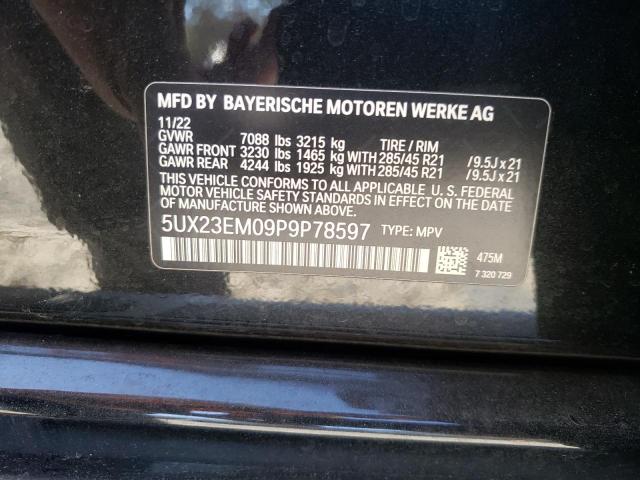 MFD BY BAYERISCHE MOTOREN WERKE AG
11/22
GVWR 7088 lbs 3215 kg TIRE / RIM
GAWR FRONT 3230 lbs 1465 kg WITH 285/45 R21 /9.5J x 21
GAWR REAR 4244 lbs 1925 kg WITH 285/45 R21 /9.5J x 21
THIS VEHICLE CONFORMS TO ALL APPLICABLE U. S. FEDERAL
MOTOR VEHICLE SAFETY STANDARDS IN EFFECT ON THE DATE
OF MANUFACTURE SHOWN ABOVE.
5UX23EM09P9P78597 TYPE: MPV
475M
7 320 729